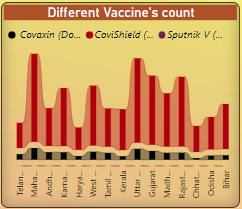 Different Vaccine's count
Covaxin (Do... CoviShield (... Sputnik V (...
Telan...
Maha...
Andh...
Karna...
Harya...
West ...
Tamil ...
Kerala
Uttar ...
Gujarat
Madh...
Rajast...
Chhat...
Odisha
Bihar